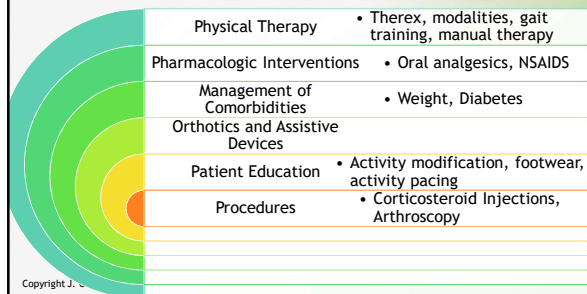 Physical Therapy
• Therex, modalities, gait
training, manual therapy
Pharmacologic Interventions
• Oral analgesics, NSAIDS
Management of
Comorbidities
• Weight, Diabetes
Orthotics and Assistive
Devices
Patient Education
• Activity modification, footwear,
activity pacing
Procedures
• Corticosteroid Injections,
Arthroscopy
Copyright J.